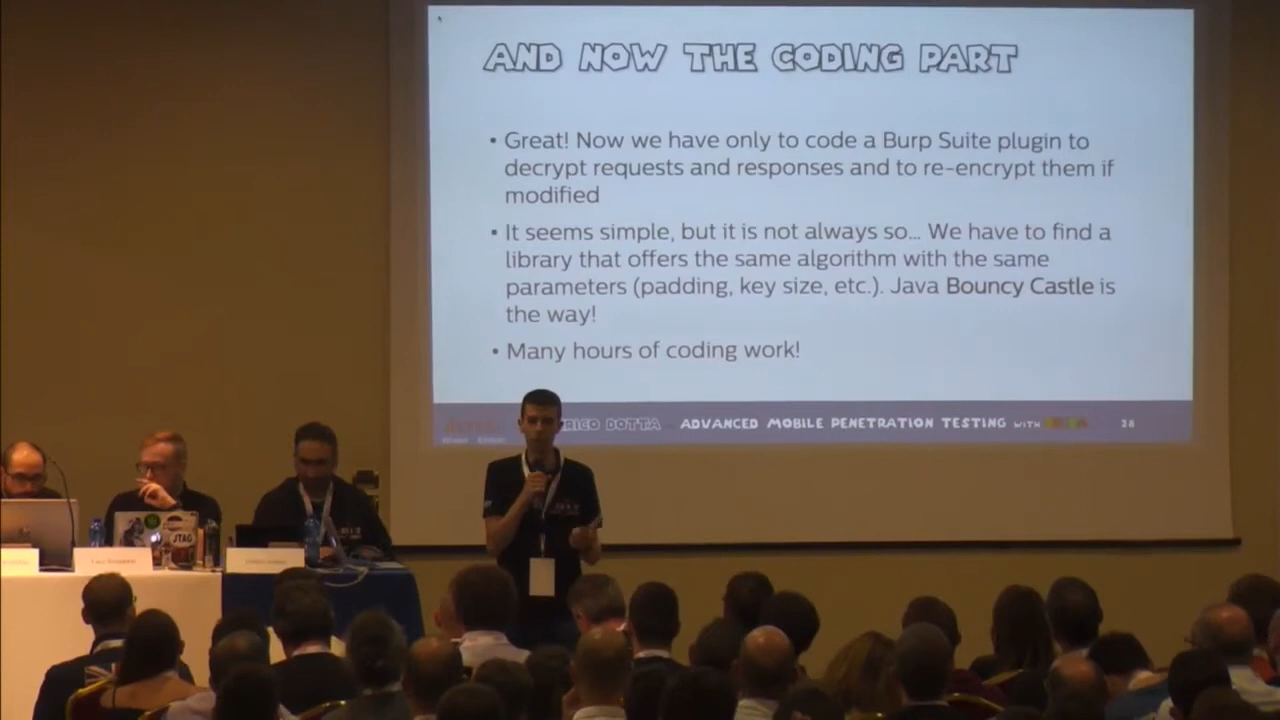 AND NOW THE CODING PART
• Great! Now we have only to code a Burp Suite plugin to
decrypt requests and responses and to re-encrypt them if
modified
• It seems simple, but it is not always so... We have to find a
library that offers the same algorithm with the same
parameters (padding, key size, etc.). Java Bouncy Castle is
the way!
• Many hours of coding work!
RICO DOTTA ADVANCED MOBILE PENETRATION TESTING WITH
JTAG